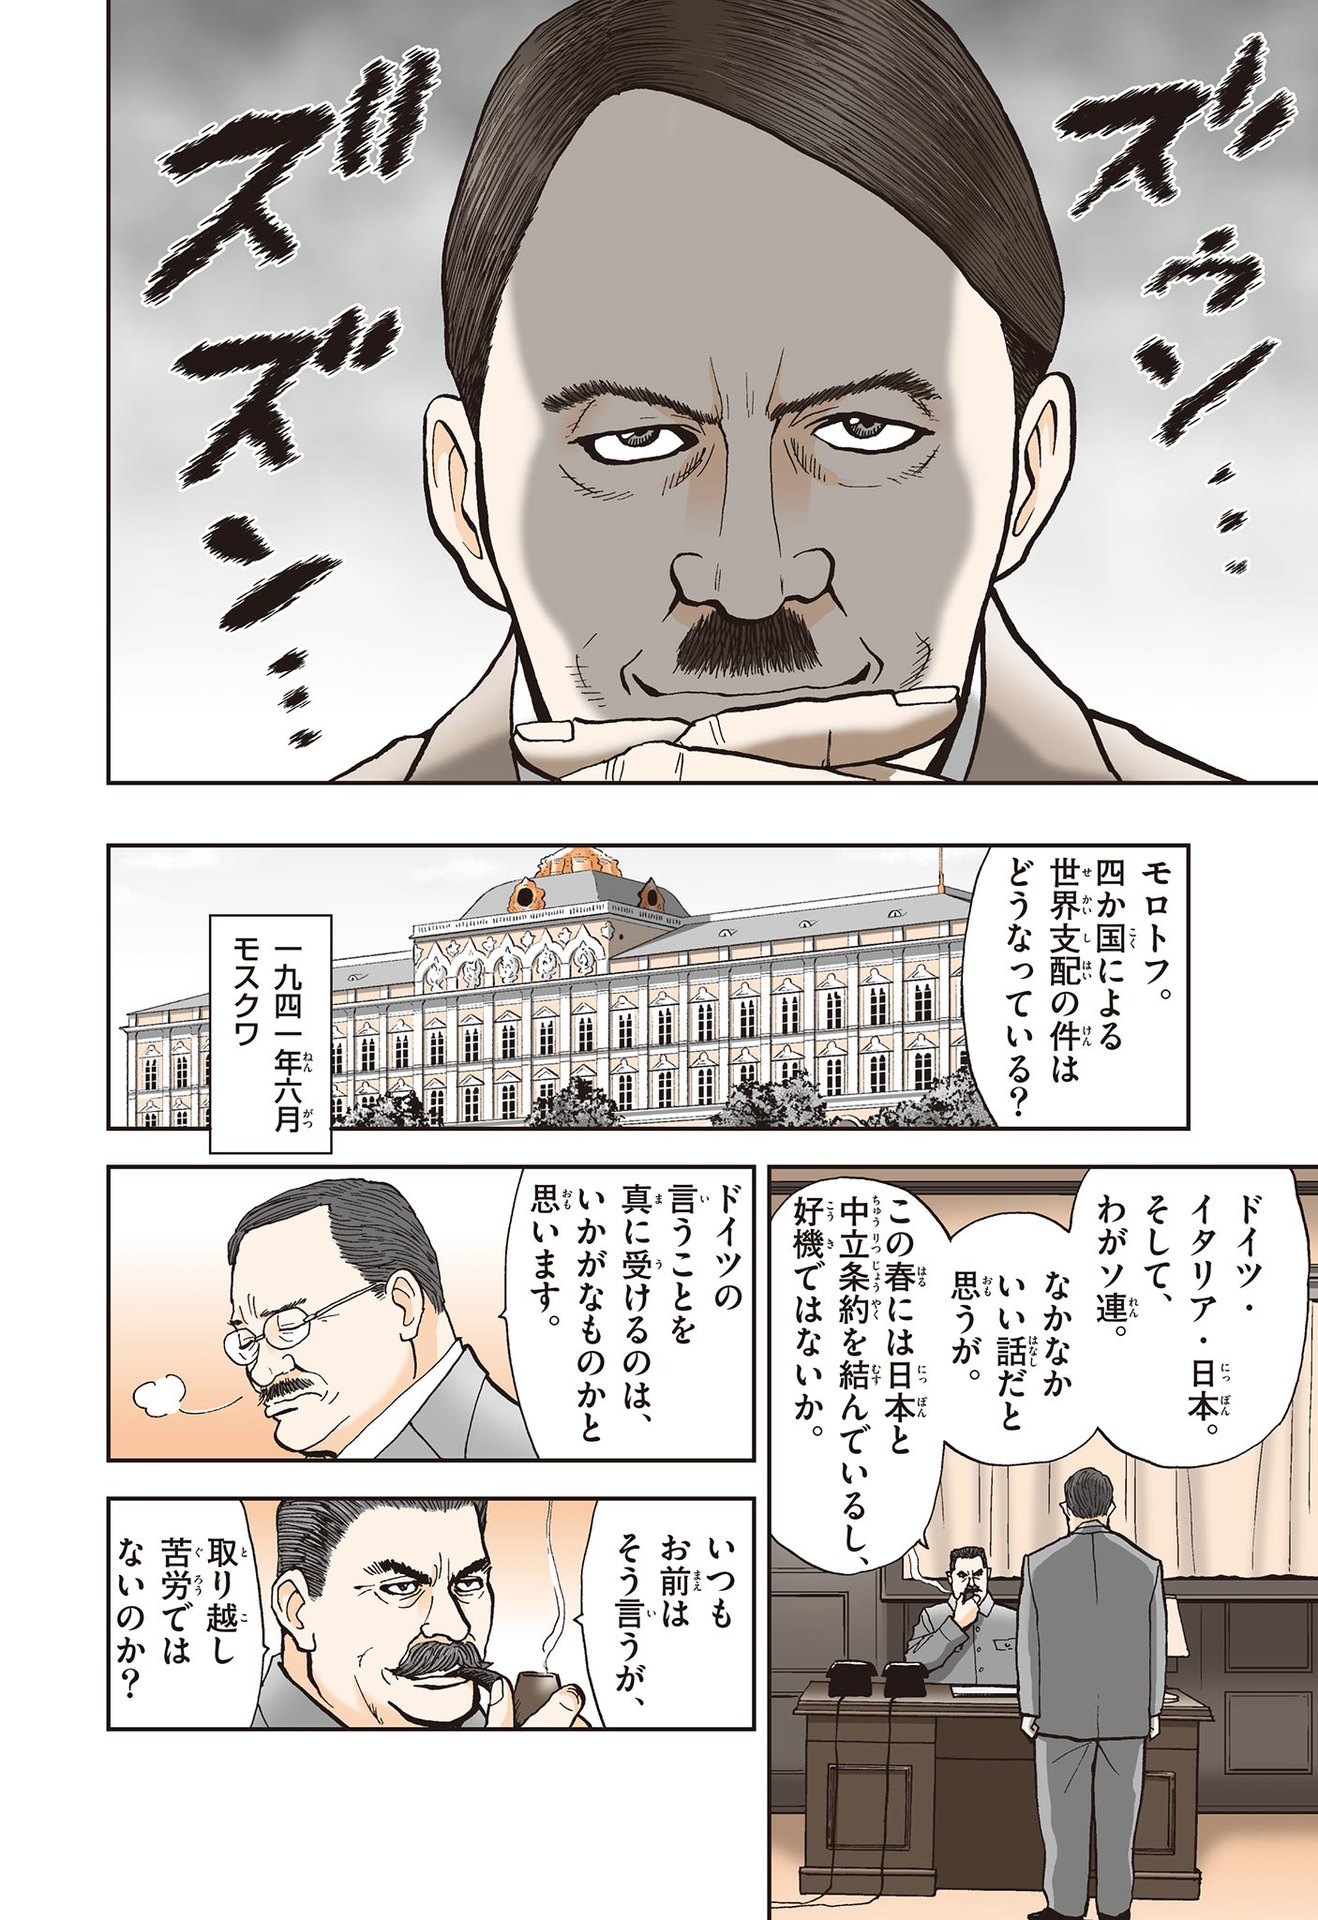 ズゥン…
ズズズン…
モロトフ。
四か国による
世界支配の件は
どうなっている？
一九四一年六月
モスクワ
ドイツ・
イタリア・日本。
そして、
わがソ連。
なかなか
いい話だと
思うが。
この春には日本と
中立条約を結んでいるし、
好機ではないか。
ドイツの
言うことを
真に受けるのは、
いかがなものかと
思います。
いつも
お前は
そう言うが、
取り越し
苦労では
ないのか？